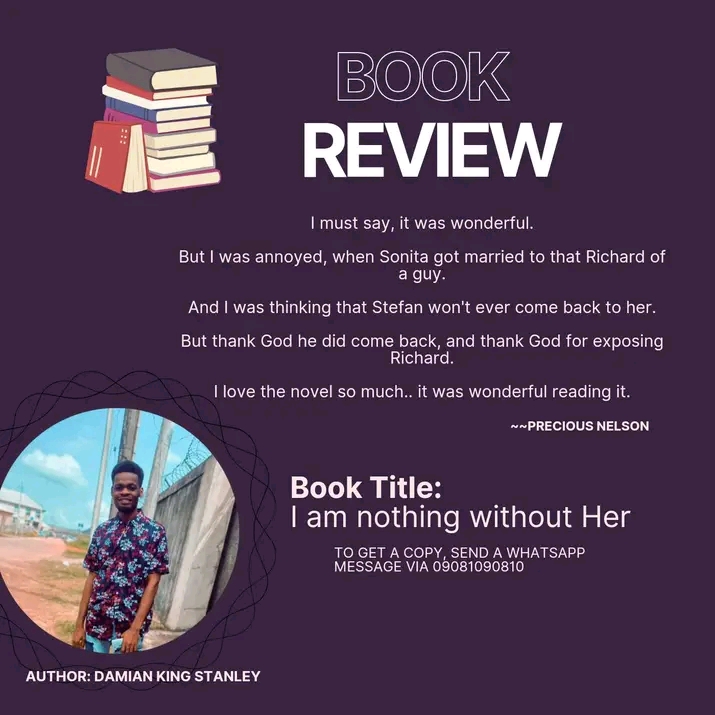 BOOK
REVIEW
I must say, it was wonderful.
But I was annoyed, when Sonita got married to that Richard of
a guy.
And I was thinking that Stefan won't ever come back to her.
But thank God he did come back, and thank God for exposing
Richard.
I love the novel so much.. it was wonderful reading it.
~~PRECIOUS NELSON
Book Title:
I am nothing without Her
TO GET A COPY, SEND A WHATSAPP
MESSAGE VIA 09081090810
AUTHOR: DAMIAN KING STANLEY